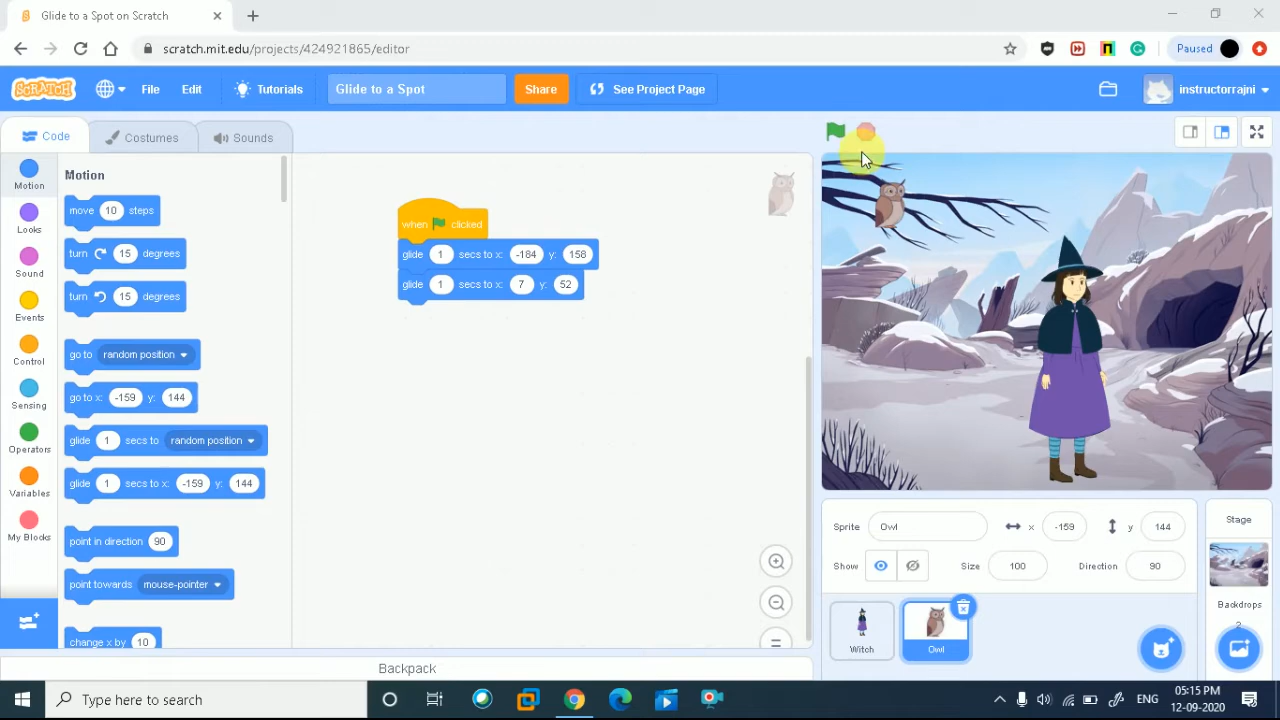 Glide to a Spot on Scratch
scratch.mit.edu/projects/424921865/editor
Paused
SCRATCH
File
Edit
Tutorials
Glide to a Spot
Share
See Project Page
instructorrajni
Code
Costumes
Sounds
Motion
Looks
Sound
Events
Control
Sensing
Operators
Variables
My Blocks
Motion
move 10 steps
turn 15 degrees
turn 15 degrees
go to random position
go to x: -159 y: 144
glide 1 secs to random position
glide 1 secs to x: -159 y: 144
point in direction 90
point towards mouse-pointer
change x by 10
when clicked
glide 1 secs to x: -184 y: 158
glide 1 secs to x: 7 y: 52
Backpack
Sprite Owl x -159 y 144
Show Size 100 Direction 90
Witch
Owl
Stage
Backdrops
2
Type here to search
ENG
05:15 PM
12-09-2020